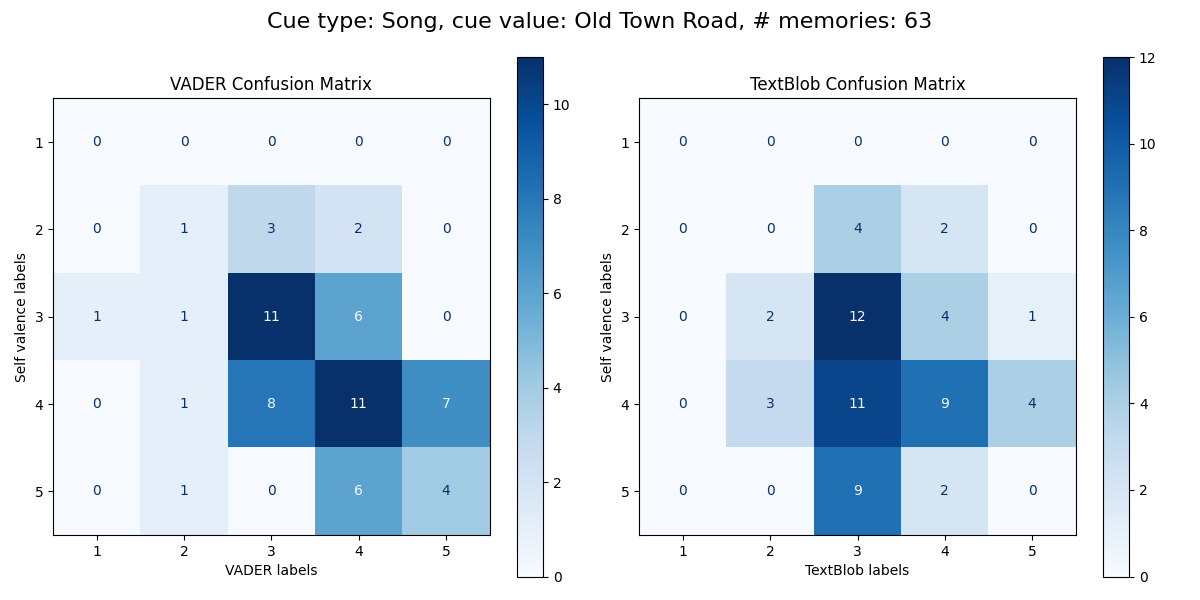 Cue type: Song, cue value: Old Town Road, # memories: 63
VADER Confusion Matrix
Self valence labels
1 0 0 0 0 0
2 0 1 3 2 0
3 1 1 11 6 0
4 0 1 8 11 7
5 0 1 0 6 4
1 2 3 4 5
VADER labels
10
8
6
4
2
0
TextBlob Confusion Matrix
Self valence labels
1 0 0 0 0 0
2 0 0 4 2 0
3 0 2 12 4 1
4 0 3 11 9 4
5 0 0 9 2 0
1 2 3 4 5
TextBlob labels
12
10
8
6
4
2
0